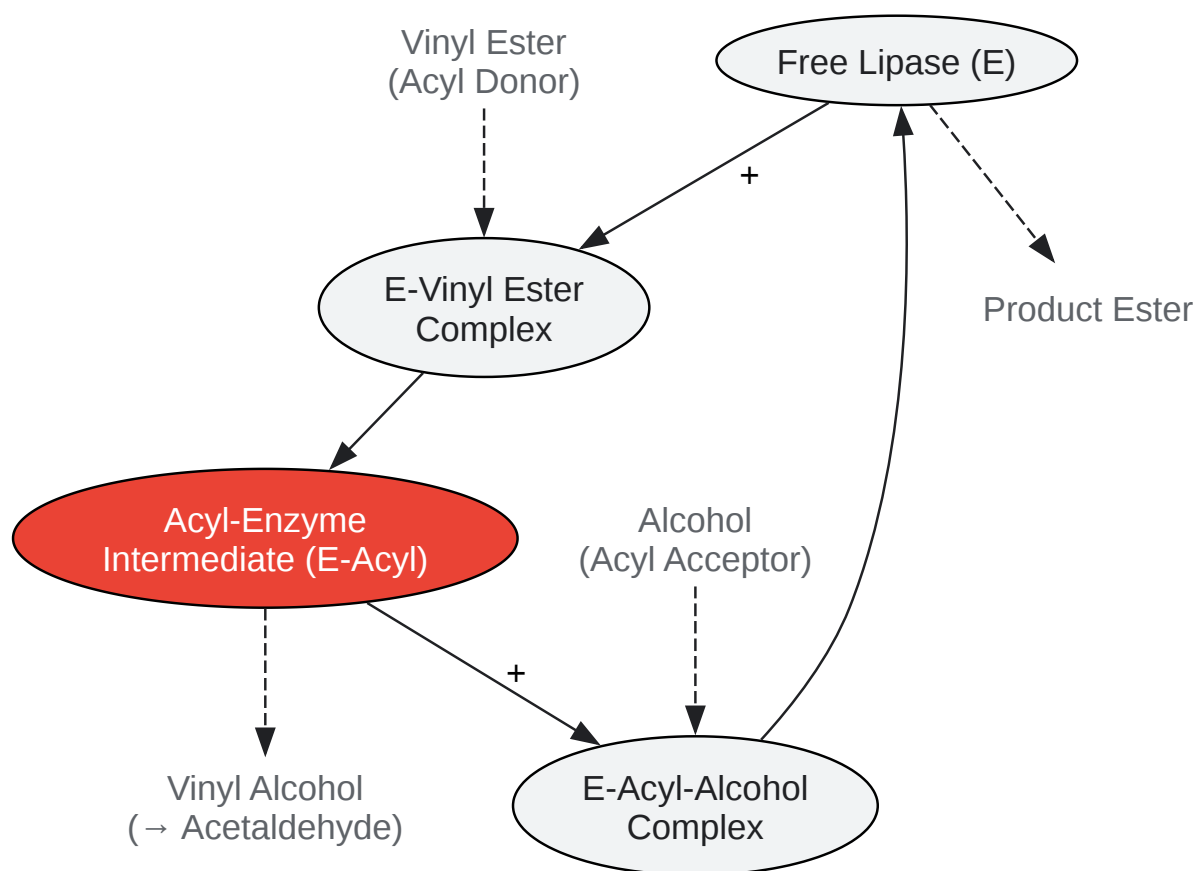 Vinyl Ester
(Acyl Donor)
Free Lipase (E)
+
E-Vinyl Ester
Complex
Product Ester
Acyl-Enzyme
Intermediate (E-Acyl)
Alcohol
(Acyl Acceptor)
+
Vinyl Alcohol
(→ Acetaldehyde)
E-Acyl-Alcohol
Complex